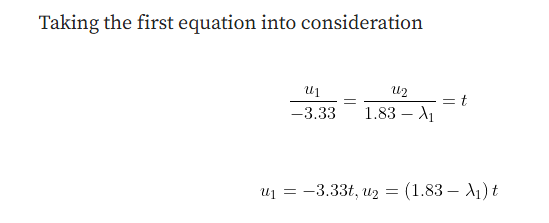 Taking the first equation into consideration
u₁/−3.33 = u₂/1.83 − λ₁ = t
u₁ = −3.33t, u₂ = (1.83 − λ₁) t